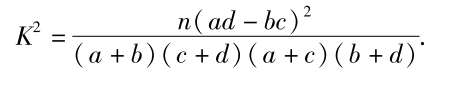 K² = n(ad − bc)² / (a + b)(c + d)(a + c)(b + d).